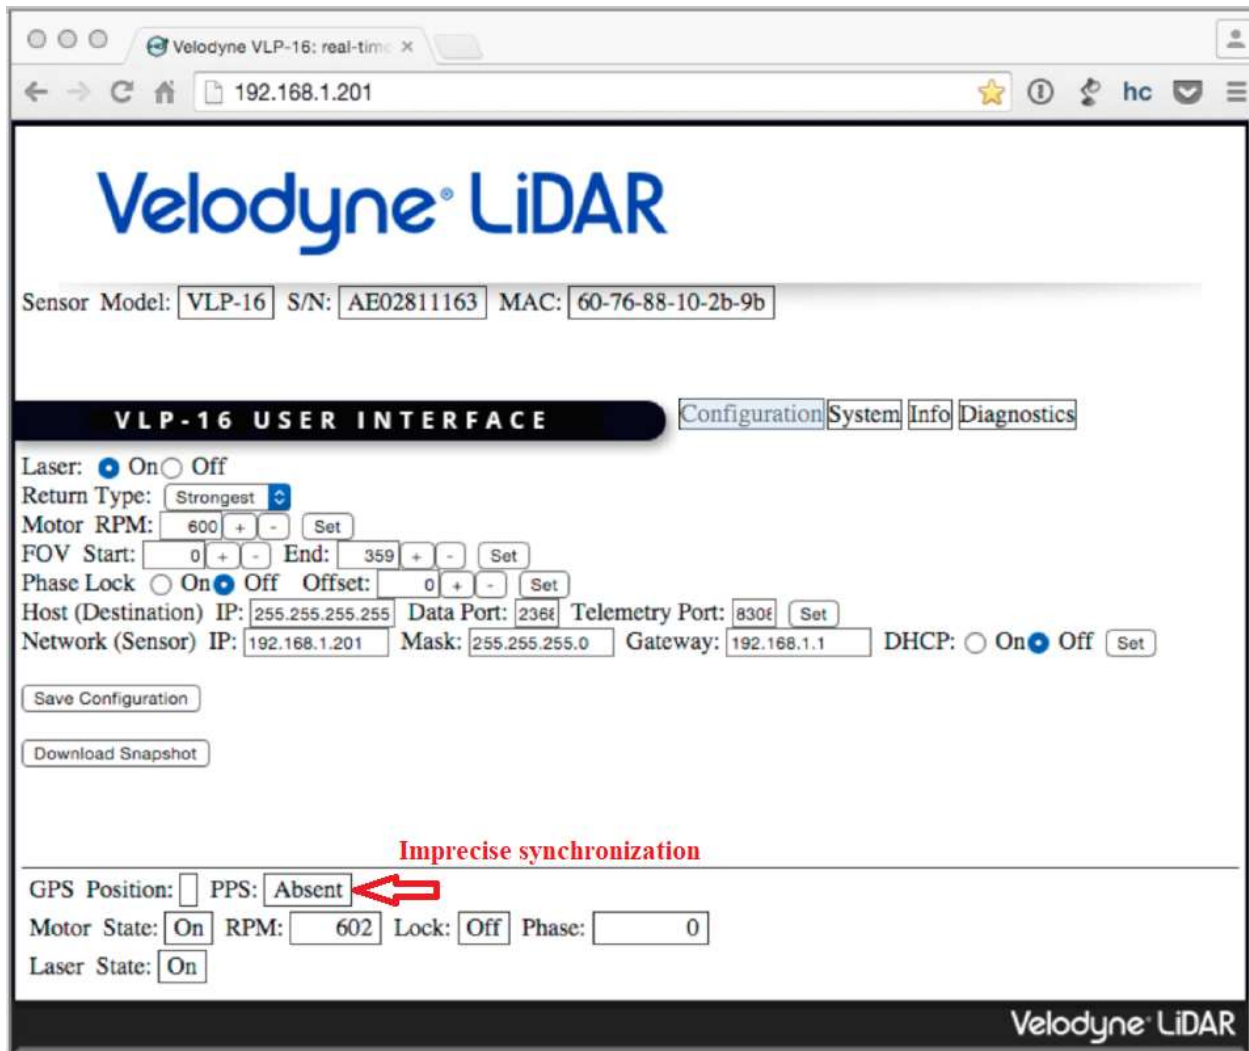 Velodyne VLP-16: real-tim
192.168.1.201
hc
Velodyne® LiDAR
Sensor Model: VLP-16 S/N: AE02811163 MAC: 60-76-88-10-2b-9b
VLP-16 USER INTERFACE Configuration System Info Diagnostics
Laser: On Off
Return Type: Strongest
Motor RPM: 600 + - Set
FOV Start: 0 + - End: 359 + - Set
Phase Lock On Off Offset: 0 + - Set
Host (Destination) IP: 255.255.255.255 Data Port: 2368 Telemetry Port: 8308 Set
Network (Sensor) IP: 192.168.1.201 Mask: 255.255.255.0 Gateway: 192.168.1.1 DHCP: On Off Set
Save Configuration
Download Snapshot
Imprecise synchronization
GPS Position: PPS: Absent
Motor State: On RPM: 602 Lock: Off Phase: 0
Laser State: On
Velodyne LiDAR